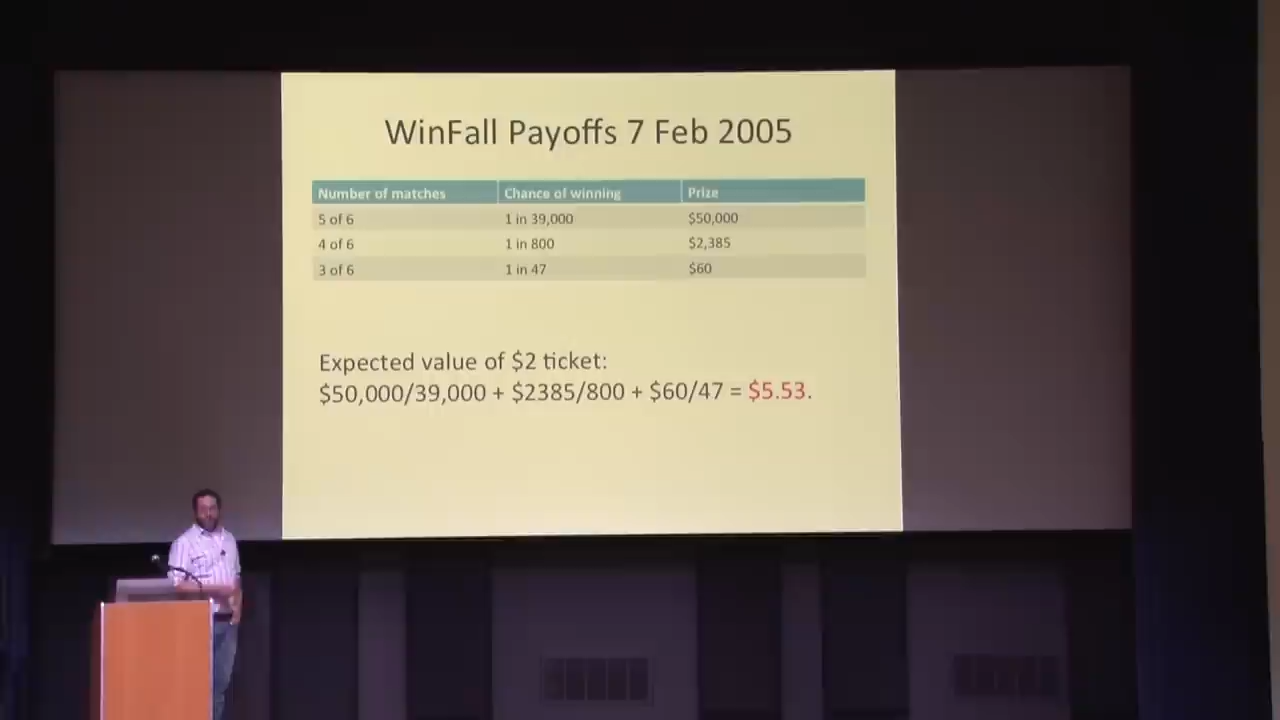 WinFall Payoffs 7 Feb 2005
Number of matches Chance of winning Prize
5 of 6 1 in 39,000 $50,000
4 of 6 1 in 800 $2,385
3 of 6 1 in 47 $60
Expected value of $2 ticket:
$50,000/39,000 + $2385/800 + $60/47 = $5.53.